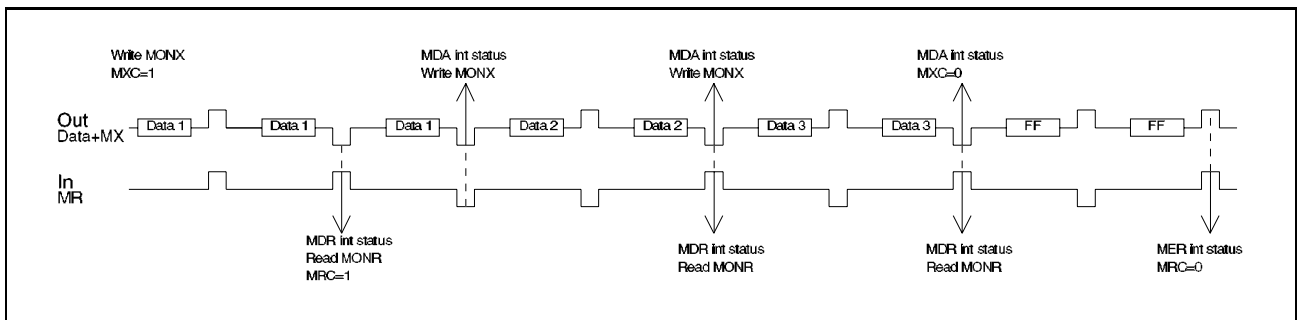 Write MONX
MXC=1
MDA int status
Write MONX
MDA int status
Write MONX
MDA int status
MXC=0
Out
Data+MX
Data 1
Data 1
Data 1
Data 2
Data 2
Data 3
Data 3
FF
FF
In
MR
MDR int status
Read MONR
MRC=1
MDR int status
Read MONR
MDR int status
Read MONR
MER int status
MRC=0